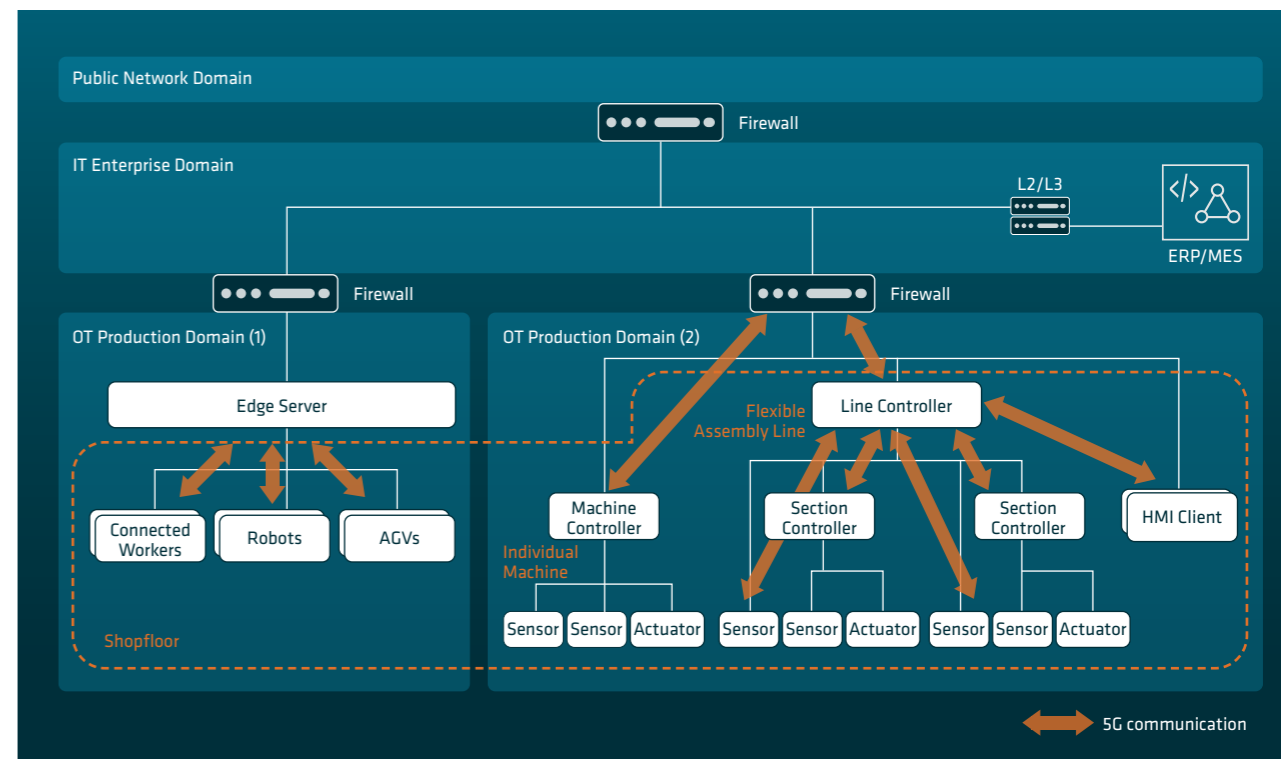 Public Network Domain
Firewall
IT Enterprise Domain
L2/L3
ERP/MES
Firewall
Firewall
OT Production Domain (1)
OT Production Domain (2)
Edge Server
Flexible
Assembly Line
Line Controller
Connected
Workers
Robots
AGVs
Machine
Controller
Section
Controller
Section
Controller
HMI Client
Individual
Machine
Shopfloor
Sensor
Sensor
Actuator
Sensor
Sensor
Actuator
Sensor
Sensor
Actuator
5G communication